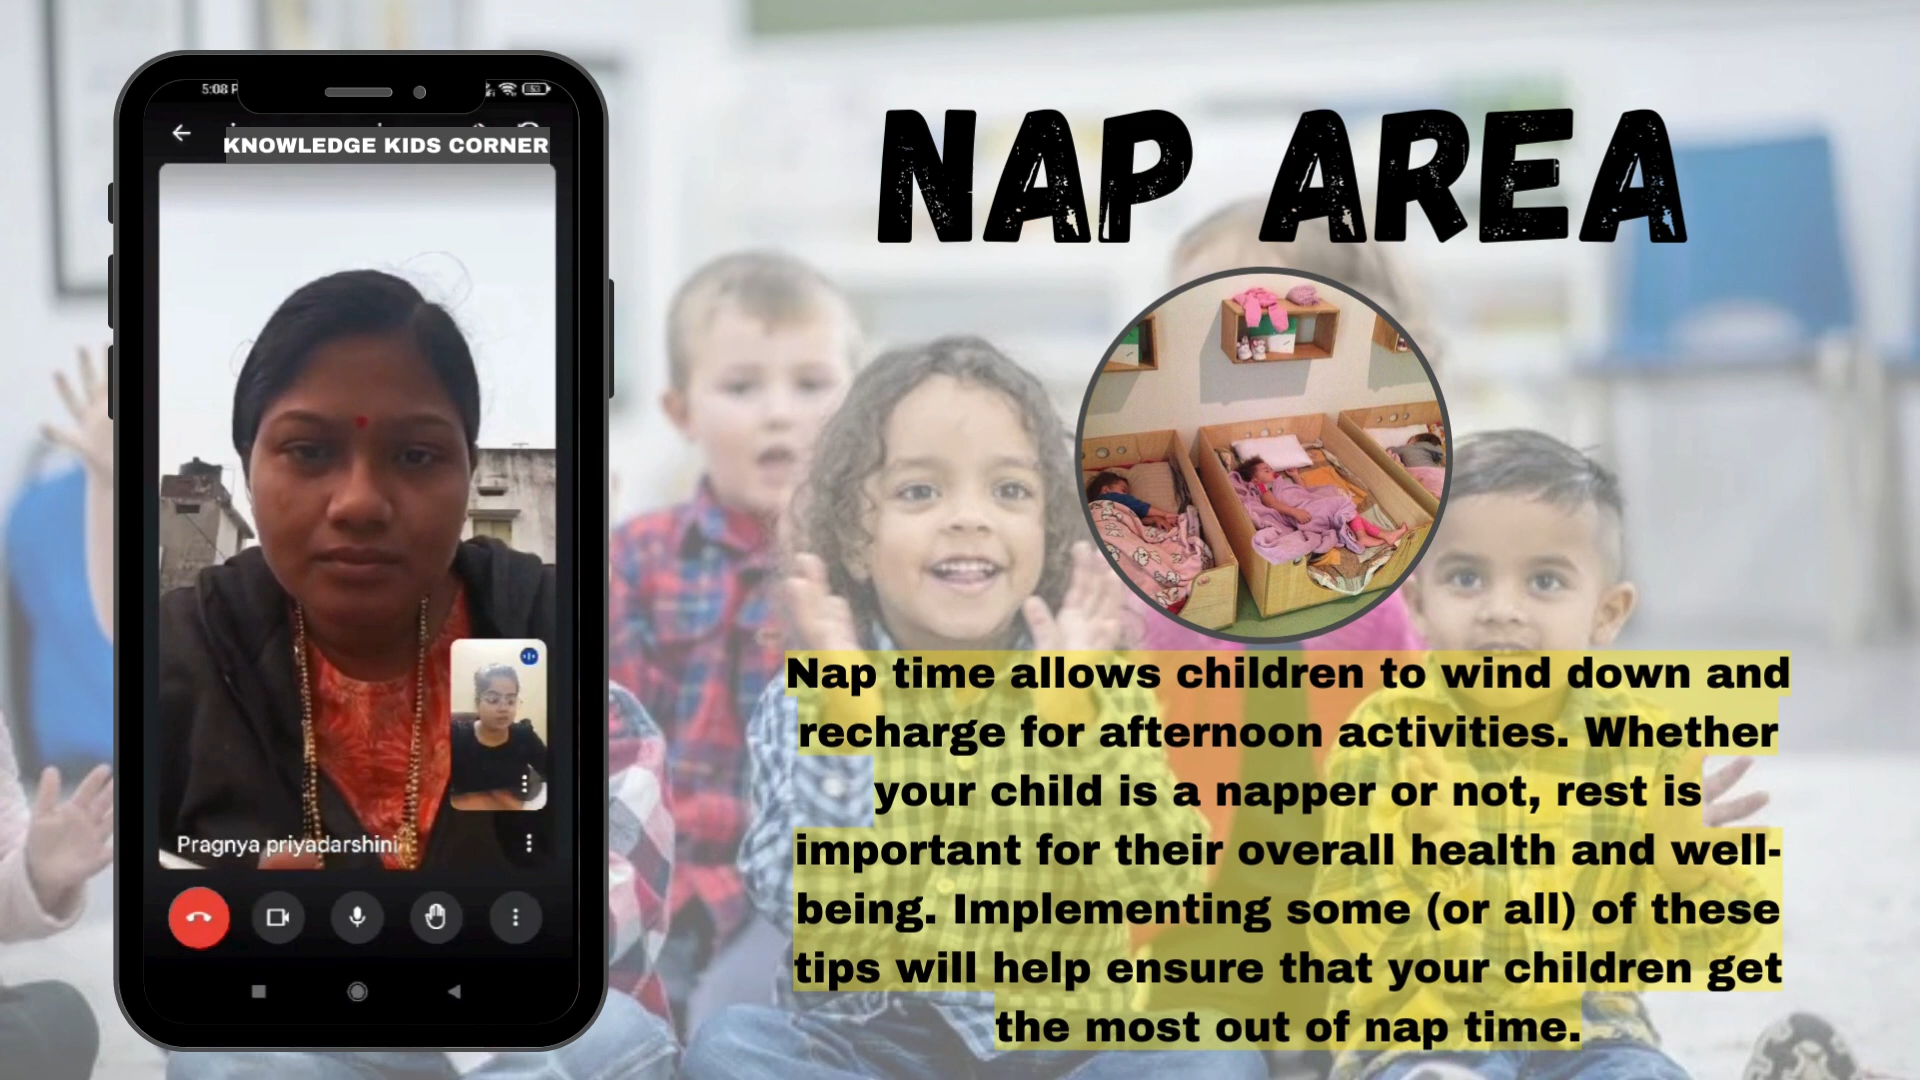 5:08 P
53
KNOWLEDGE KIDS CORNER
Pragnya priyadarshini
NAP AREA
Nap time allows children to wind down and
recharge for afternoon activities. Whether
your child is a napper or not, rest is
important for their overall health and well-
being. Implementing some (or all) of these
tips will help ensure that your children get
the most out of nap time.